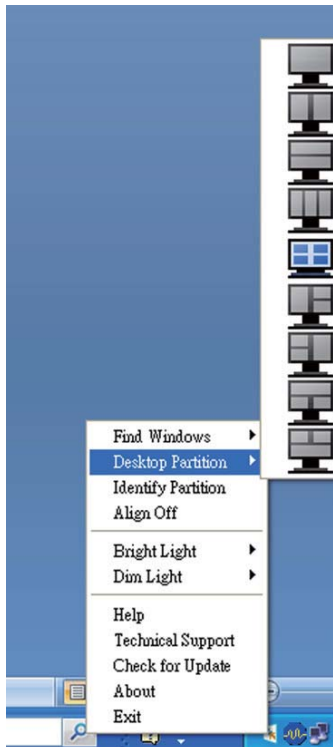 Find Windows
Desktop Partition
Identify Partition
Align Off
Bright Light
Dim Light
Help
Technical Support
Check for Update
About
Exit